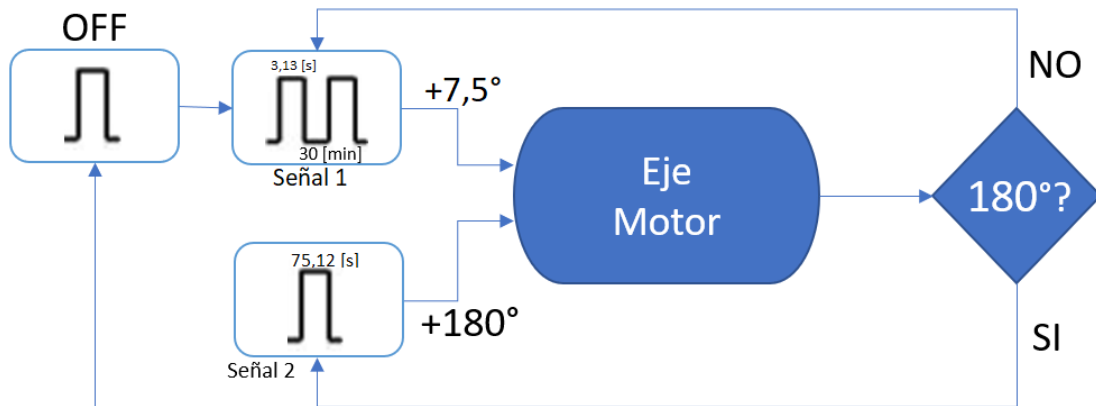 OFF
3,13 [s]
30 [min]
Señal 1
+7,5°
Eje
Motor
180°?
NO
SI
75,12 [s]
+180°
Señal 2